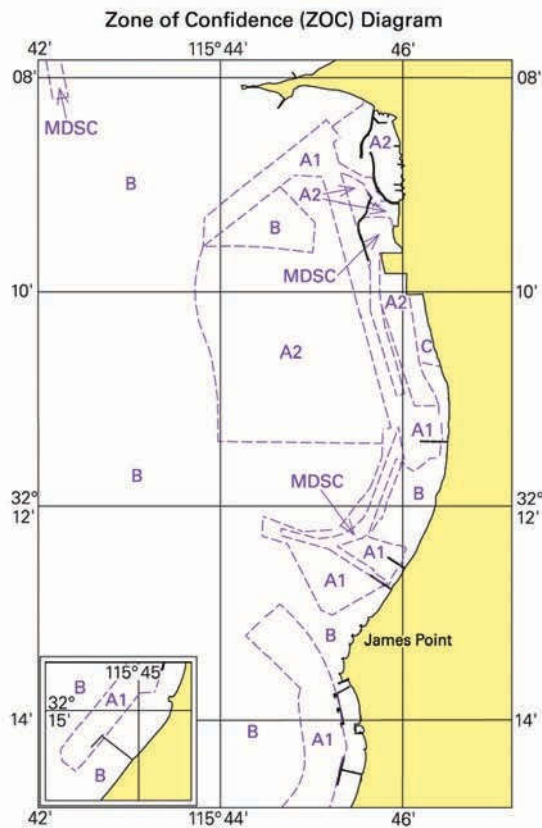 Zone of Confidence (ZOC) Diagram
42' 115° 44' 46'
08' 08'
MDSC
A2
A1
B
A2
B
MDSC
10' 10'
A2
A2
C
A1
B
MDSC
B
32° 32°
12' 12'
A1
A1
B
James Point
115° 45'
B
A1
32°
15'
B
14' 14'
B
A1
42' 115° 44' 46'